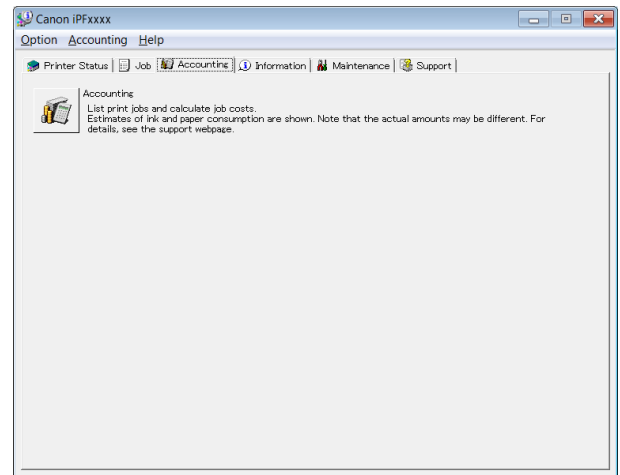 Canon iPFxxxx
Option Accounting Help
Printer Status Job Accounting Information Maintenance Support
Accounting
List print jobs and calculate job costs.
Estimates of ink and paper consumption are shown. Note that the actual amounts may be different. For
details, see the support webpage.